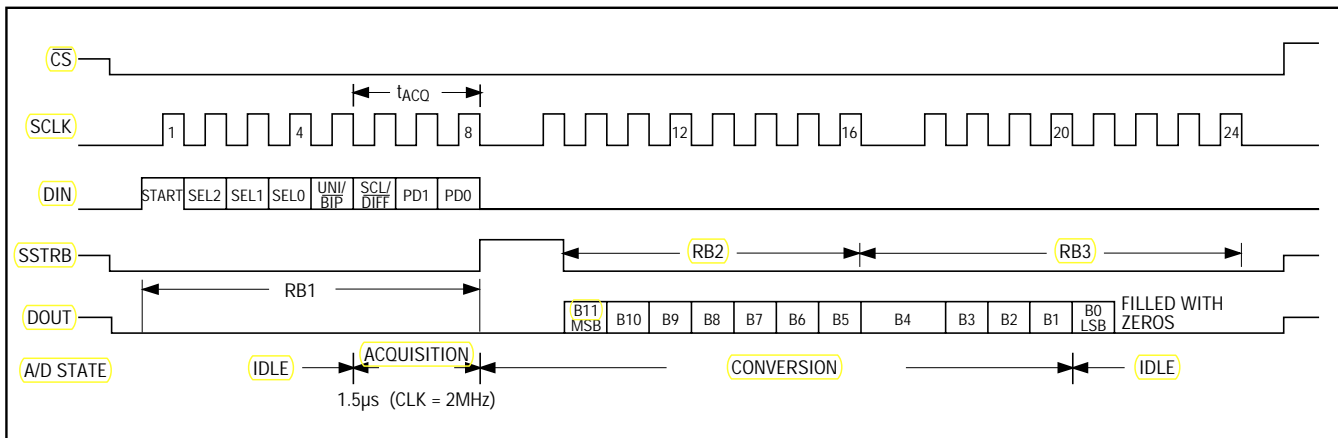 CS
tACQ
SCLK
1 4 8 12 16 20 24
DIN
START SEL2 SEL1 SEL0 UNI/BIP SCL/DIFF PD1 PD0
SSTRB
RB2 RB3
RB1
DOUT
B11 MSB B10 B9 B8 B7 B6 B5 B4 B3 B2 B1 B0 LSB
FILLED WITH
ZEROS
A/D STATE
IDLE ACQUISITION CONVERSION IDLE
1.5µs (CLK = 2MHz)